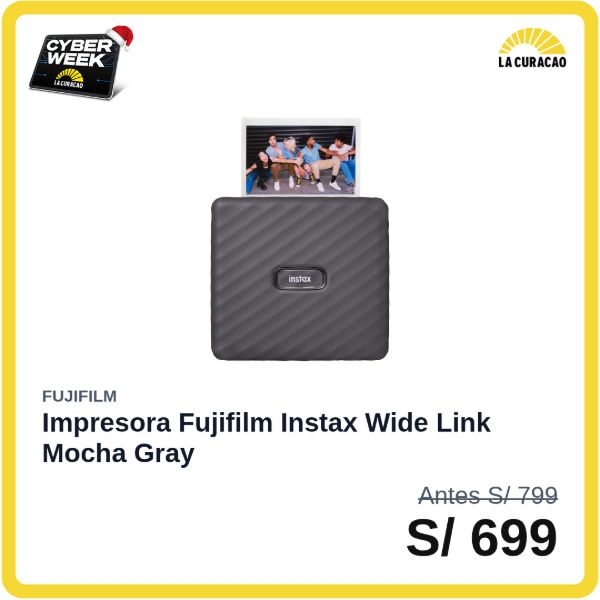 CYBER
WEEK
LA CURACAO
LA CURACAO
instax
FUJIFILM
Impresora Fujifilm Instax Wide Link
Mocha Gray
Antes S/ 799
S/ 699